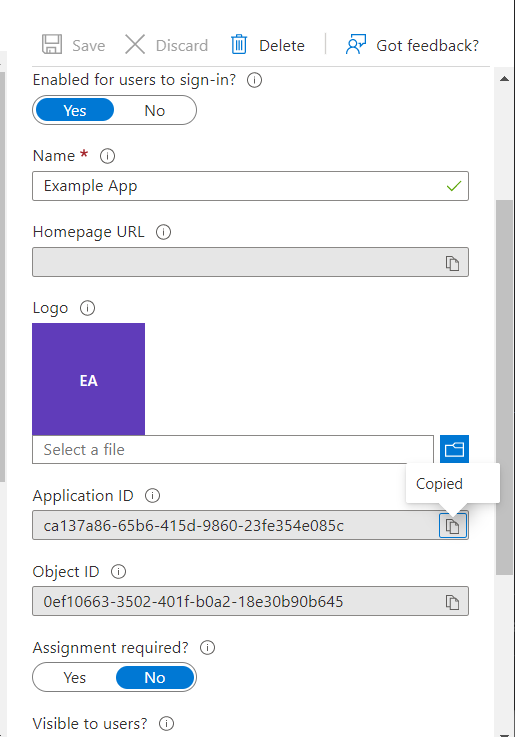 Save Discard Delete Got feedback?
Enabled for users to sign-in?
Yes No
Name *
Example App
Homepage URL
Logo
EA
Select a file
Copied
Application ID
ca137a86-65b6-415d-9860-23fe354e085c
Object ID
0ef10663-3502-401f-b0a2-18e30b90b645
Assignment required?
Yes No
Visible to users?